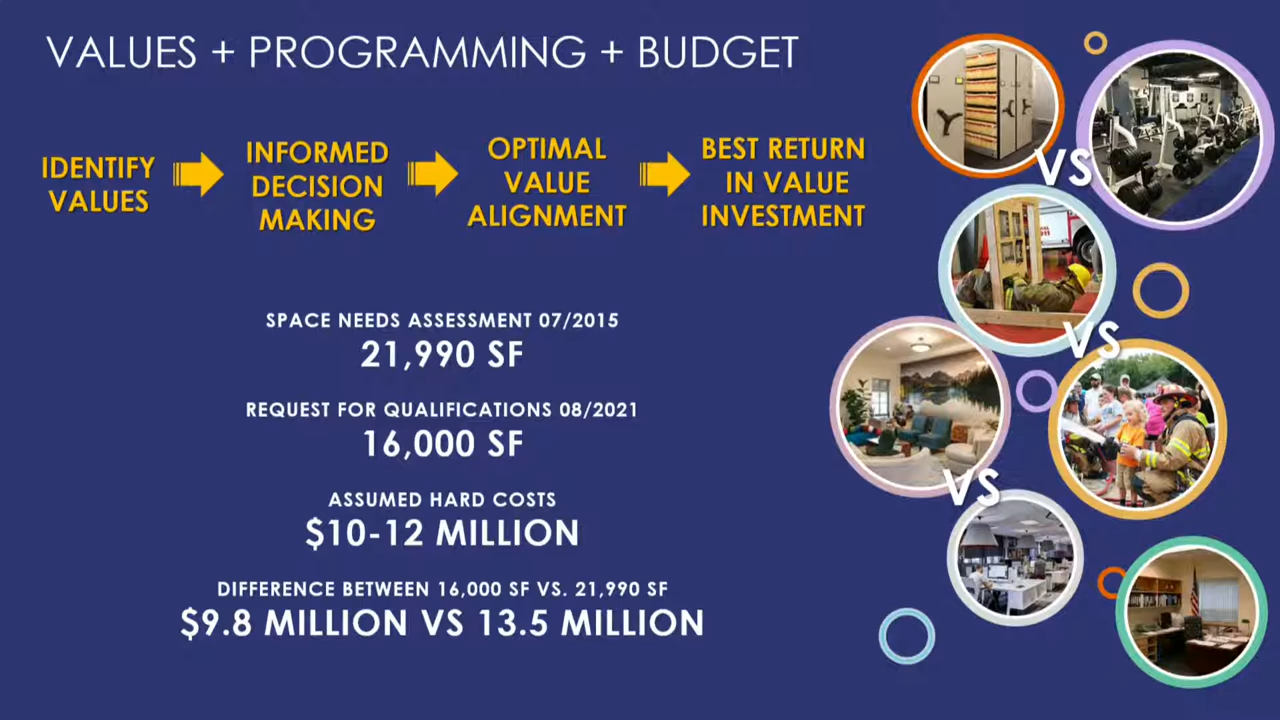 VALUES + PROGRAMMING + BUDGET
IDENTIFY
VALUES
INFORMED
DECISION
MAKING
OPTIMAL
VALUE
ALIGNMENT
BEST RETURN
IN VALUE
INVESTMENT
SPACE NEEDS ASSESSMENT 07/2015
21,990 SF
REQUEST FOR QUALIFICATIONS 08/2021
16,000 SF
ASSUMED HARD COSTS
$10-12 MILLION
DIFFERENCE BETWEEN 16,000 SF VS. 21,990 SF
$9.8 MILLION VS 13.5 MILLION
VS
VS
VS